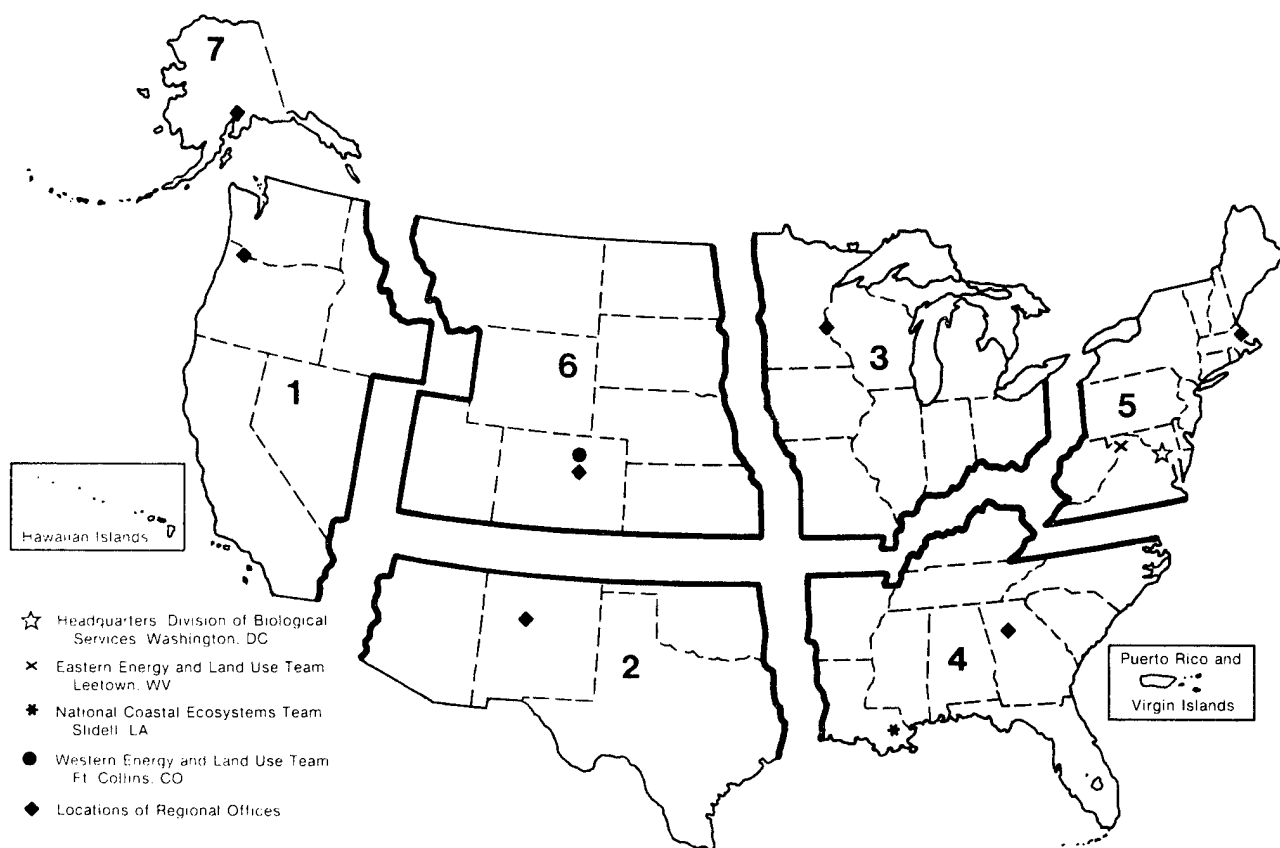 7
1
6
3
5
2
4
Hawaiian Islands
Puerto Rico and
Virgin Islands
Headquarters Division of Biological
Services Washington, DC
Eastern Energy and Land Use Team
Leetown, WV
National Coastal Ecosystems Team
Slidell LA
Western Energy and Land Use Team
Ft Collins, CO
Locations of Regional Offices